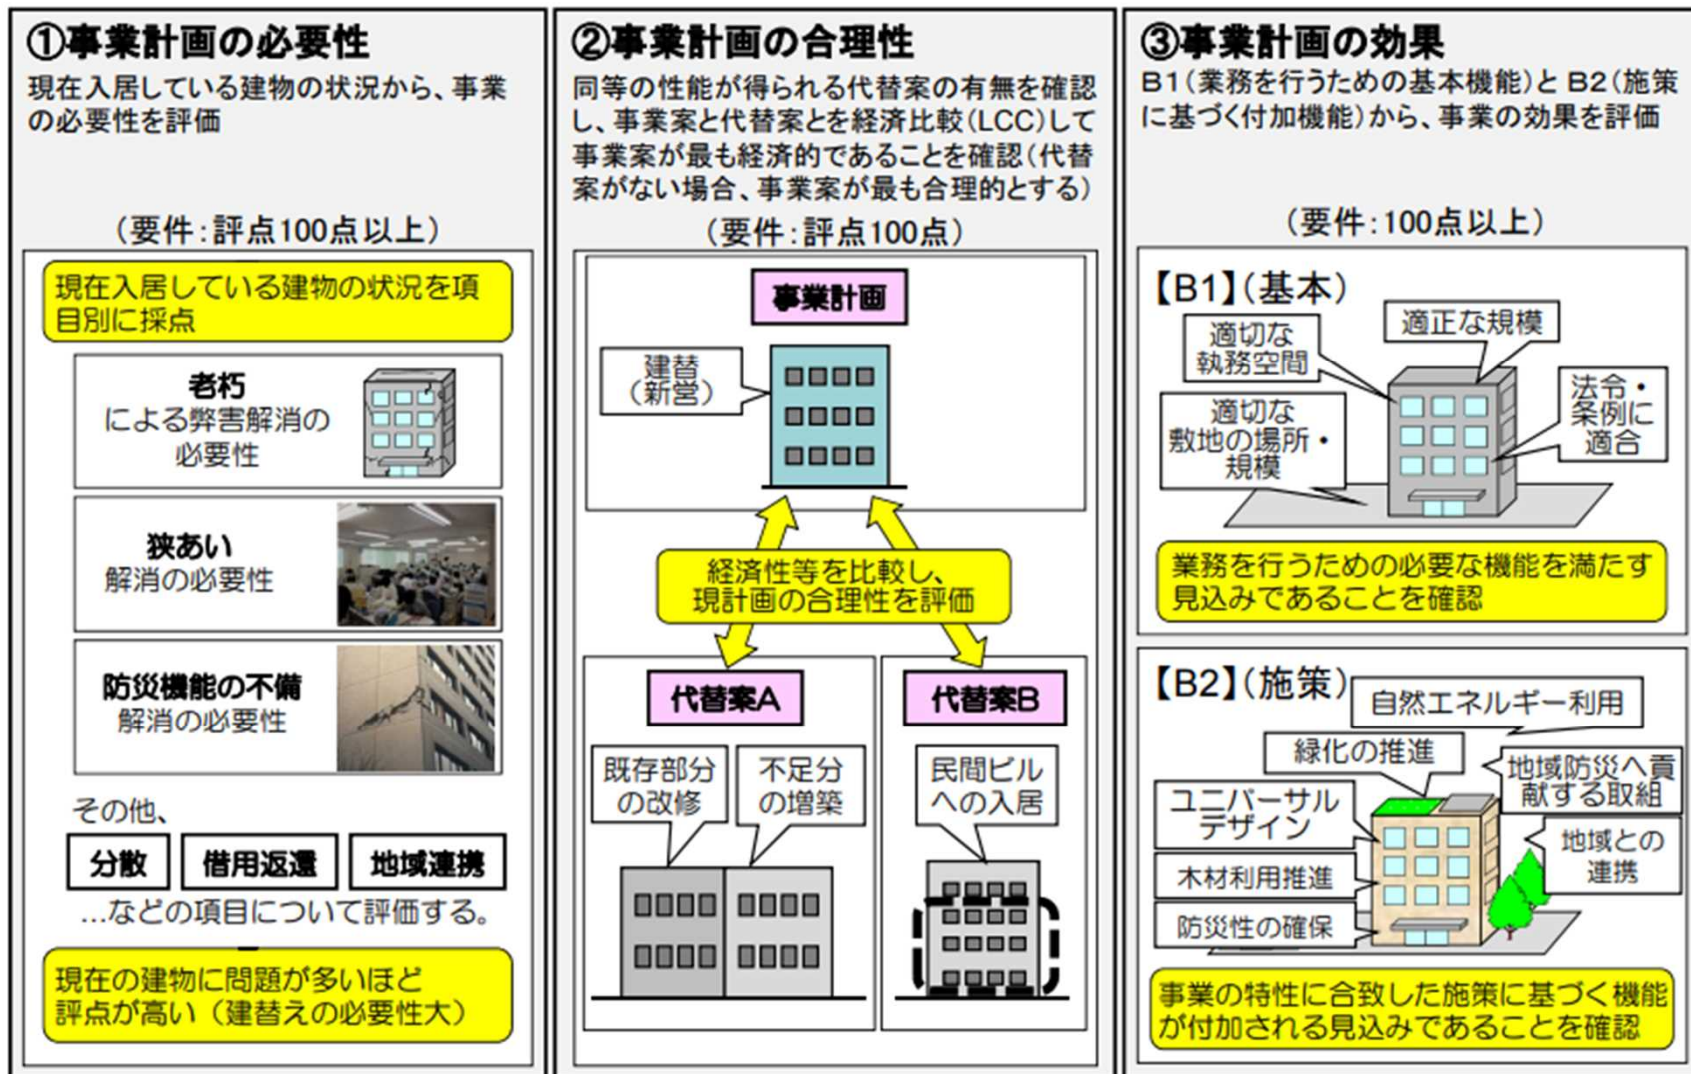 ①事業計画の必要性
現在入居している建物の状況から、事業
の必要性を評価
（要件：評点100点以上）
現在入居している建物の状況を項
目別に採点
老朽
による弊害解消の
必要性
狭あい
解消の必要性
防災機能の不備
解消の必要性
その他、
分散 借用返還 地域連携
…などの項目について評価する。
現在の建物に問題が多いほど
評点が高い（建替えの必要性大）
②事業計画の合理性
同等の性能が得られる代替案の有無を確認
し、事業案と代替案とを経済比較（LCC）して
事業案が最も経済的であることを確認（代替
案がない場合、事業案が最も合理的とする）
（要件：評点100点）
事業計画
建替
（新営）
経済性等を比較し、
現計画の合理性を評価
代替案A
既存部分
の改修
不足分
の増築
代替案B
民間ビル
への入居
③事業計画の効果
B1（業務を行うための基本機能）と B2（施策
に基づく付加機能）から、事業の効果を評価
（要件：100点以上）
【B1】（基本）
適切な
執務空間
適正な規模
適切な
敷地の場所・
規模
法令・
条例に
適合
業務を行うための必要な機能を満たす
見込みであることを確認
【B2】（施策）
自然エネルギー利用
緑化の推進
地域防災へ貢
献する取組
ユニバーサル
デザイン
地域との
連携
木材利用推進
防災性の確保
事業の特性に合致した施策に基づく機能
が付加される見込みであることを確認